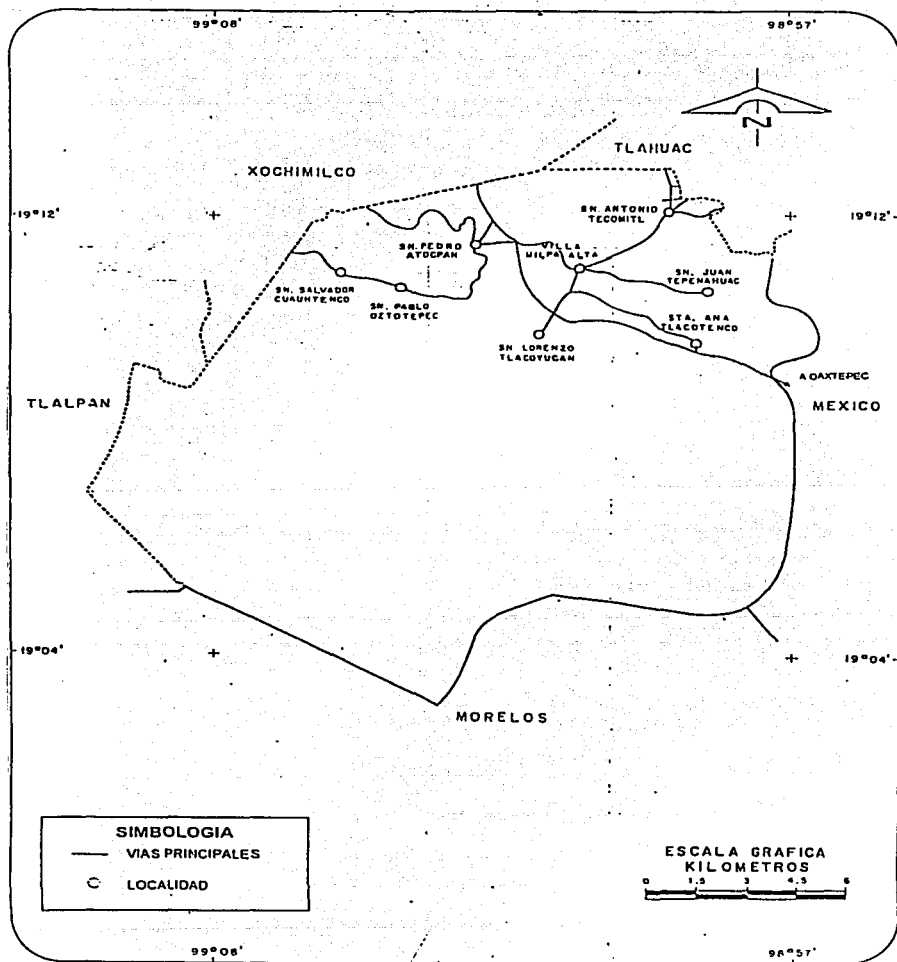 99°08'
98°57'
N
TLAHUAC
XOCHIMILCO
19°12'
SN. ANTONIO
TECOMITL
19°12'
SN. PEDRO
ATOCPAN
VILLA
MILPA ALTA
SN. JUAN
TEPENAHUAC
SN. SALVADOR
CUAUHTENCO
SN. PABLO
OZTOTEPEC
STA. ANA
TLACOTENCO
SN. LORENZO
TLACOYUCAN
A OAXTEPEC
TLALPAN
MEXICO
19°04'
19°04'
MORELOS
SIMBOLOGIA
VIAS PRINCIPALES
LOCALIDAD
ESCALA GRAFICA
KILOMETROS
0 1.5 3 4.5 6
99°08'
98°57'